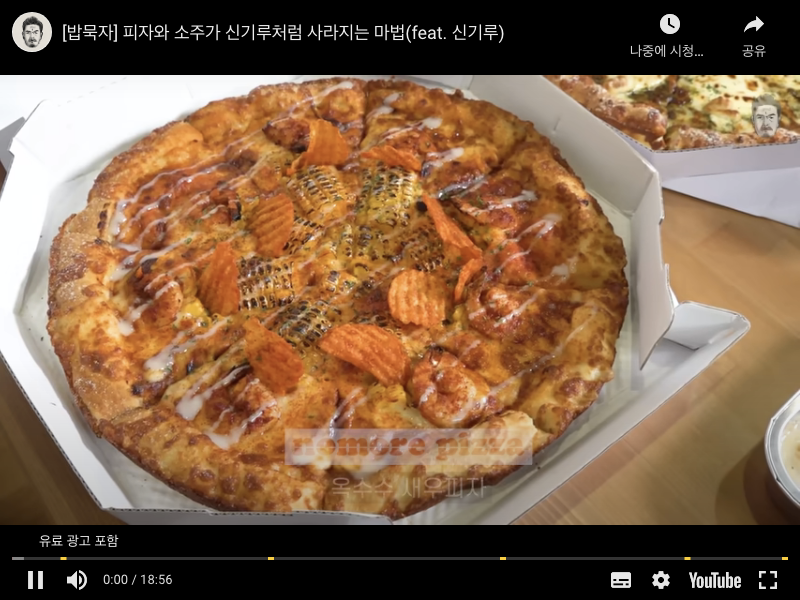 [밥묵자] 피자와 소주가 신기루처럼 사라지는 마법(feat. 신기루)
나중에 시청...
공유
nomore pizza
옥수수 새우피자
유료 광고 포함
0:00 / 18:56
YouTube